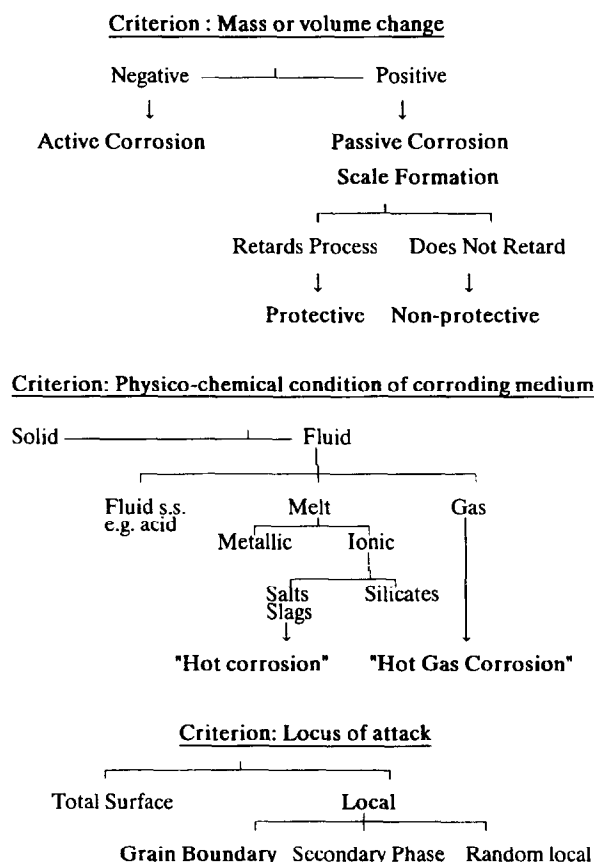 Criterion : Mass or volume change
Negative Positive
Active Corrosion Passive Corrosion
Scale Formation
Retards Process Does Not Retard
Protective Non-protective
Criterion: Physico-chemical condition of corroding medium
Solid Fluid
Fluid s.s. Melt Gas
e.g. acid
Metallic Ionic
Salts Silicates
Slags
"Hot corrosion" "Hot Gas Corrosion"
Criterion: Locus of attack
Total Surface Local
Grain Boundary Secondary Phase Random local